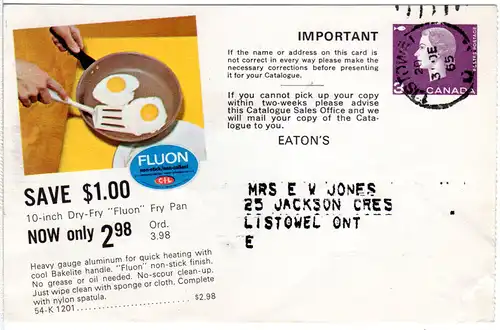 IMPORTANT
If the name or address on this card is
not correct in every way please make the
necessary corrections before presenting
it for your Catalogue.
If you cannot pick up your copy
within two-weeks please advise
this Catalogue Sales Office and we
will mail your copy of the Cata-
logue to you.
EATON'S
MRS E W JONES
25 JACKSON CRES
LISTOWEL ONT
E
FLUON
CIL
SAVE $1.00
10-inch Dry-Fry "Fluon" Fry Pan
NOW only 2.98
Ord.
3.98
Heavy gauge aluminum for quick heating with
cool Bakelite handle. "Fluon" non-stick finish.
No grease or oil needed. No-scour clean-up.
Just wipe clean with sponge or cloth. Complete
with nylon spatula.
54-K 1201 $2.98
3
CANADA
LISTOWEL